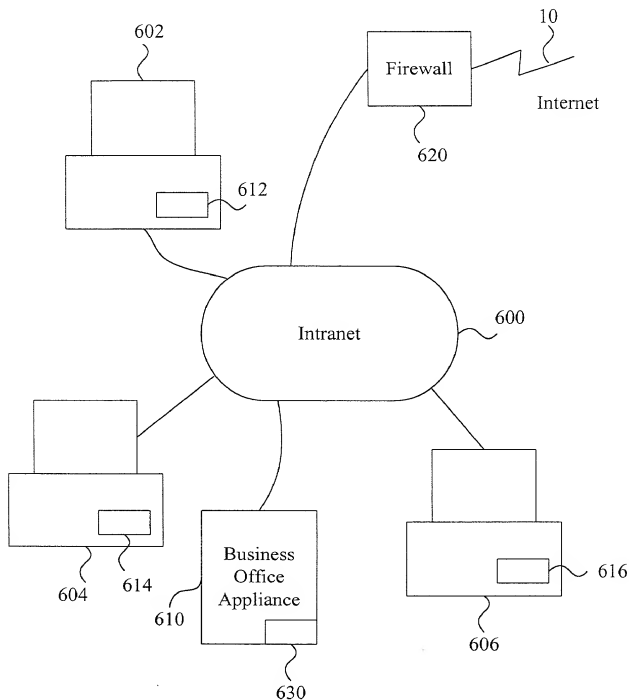 602
10
Firewall
Internet
620
612
Intranet
600
Business
Office
Appliance
604
614
610
616
606
630